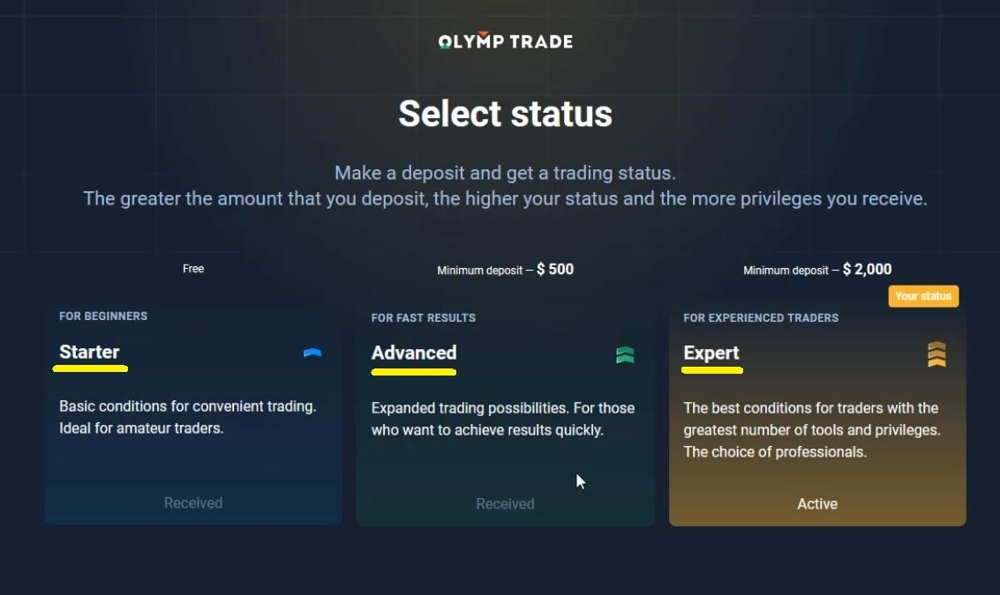 OLYMP TRADE
Select status
Make a deposit and get a trading status.
The greater the amount that you deposit, the higher your status and the more privileges you receive.
Free
FOR BEGINNERS
Starter
Basic conditions for convenient trading.
Ideal for amateur traders.
Received
Minimum deposit – $ 500
FOR FAST RESULTS
Advanced
Expanded trading possibilities. For those
who want to achieve results quickly.
Received
Minimum deposit – $ 2,000
Your status
FOR EXPERIENCED TRADERS
Expert
The best conditions for traders with the
greatest number of tools and privileges.
The choice of professionals.
Active